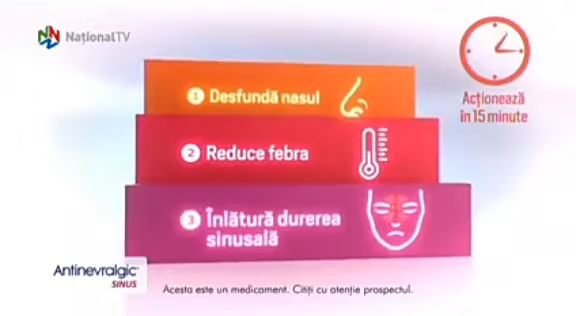 NaționalTV
1 Desfundă nasul
2 Reduce febra
3 Înlătură durerea
sinusală
Acționează
în 15 minute
Antinevralgic
SINUS
Acesta este un medicament. Citiți cu atenție prospectul.